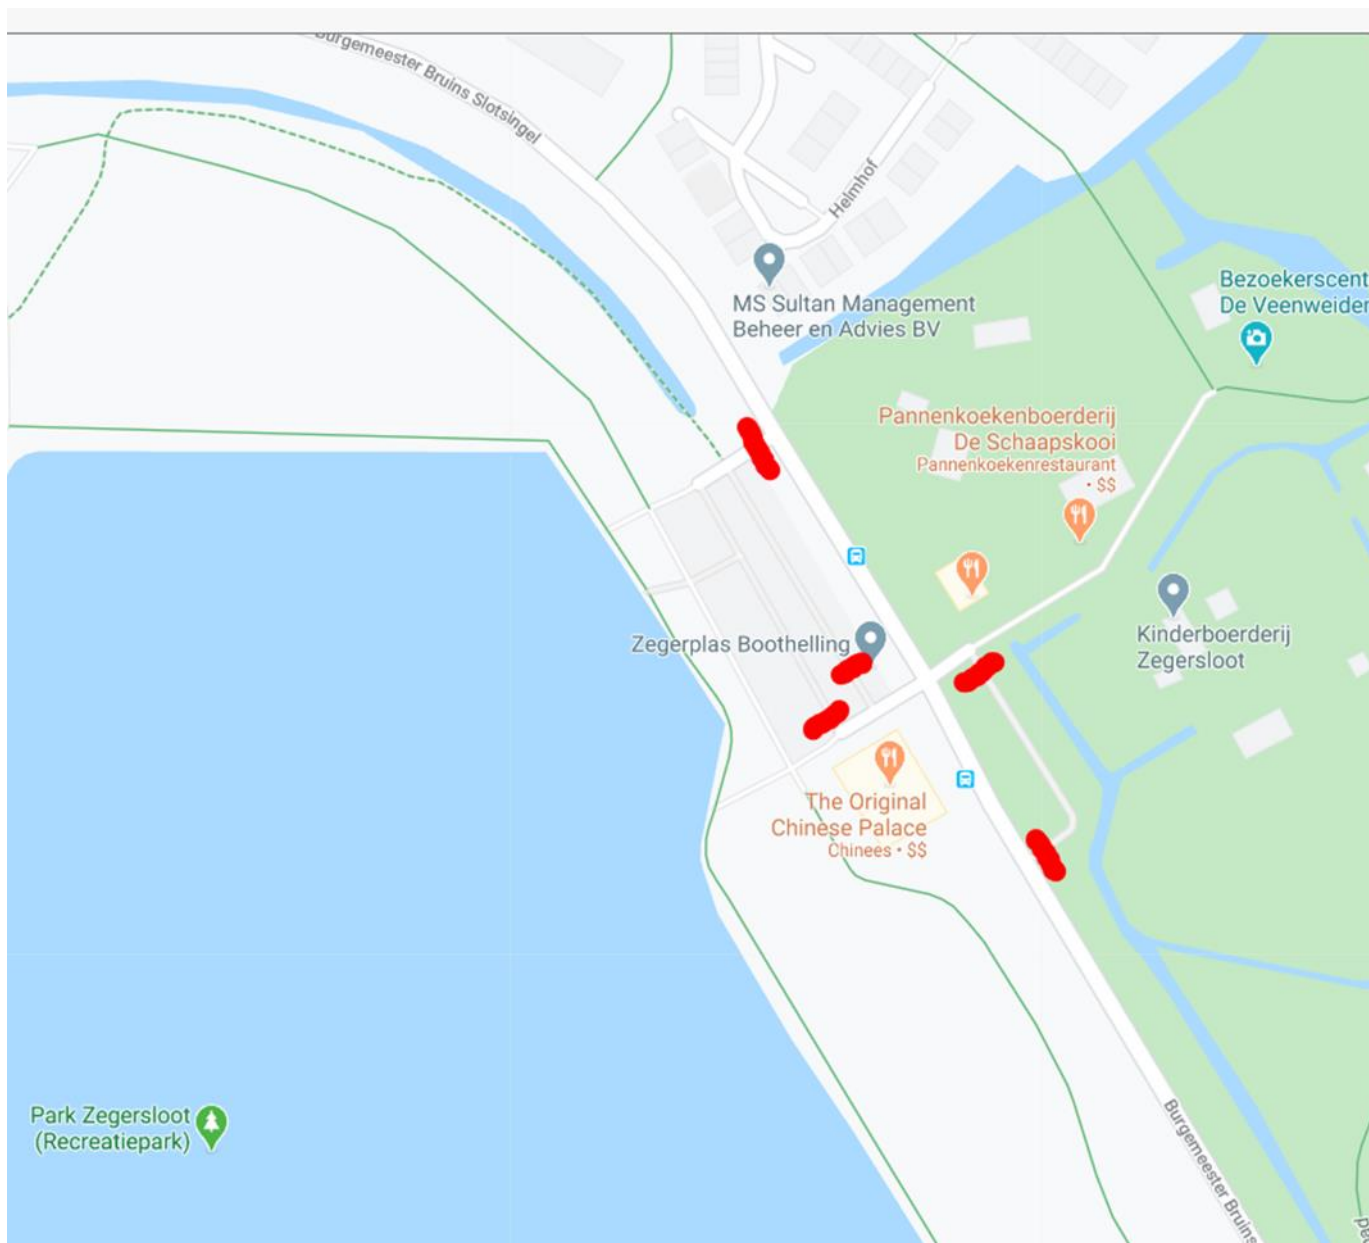 Burgemeester Bruins Slotsingel
Helmhof
MS Sultan Management
Beheer en Advies BV
Bezoekerscent
De Veenweider
Pannenkoekenboerderij
De Schaapskooi
Pannenkoekenrestaurant
• $$
Kinderboerderij
Zegersloot
Zegerplas Boothelling
The Original
Chinese Palace
Chinees • $$
Park Zegersloot
(Recreatiepark)
Burgemeester Bruins